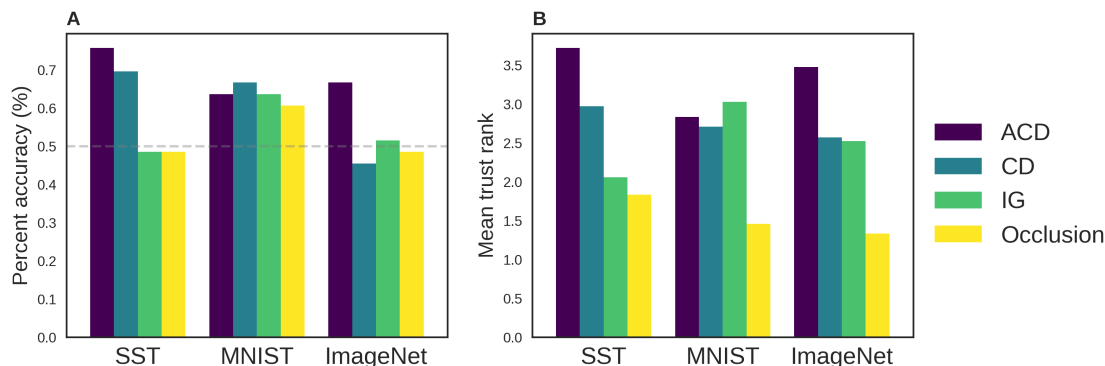 A
Percent accuracy (%)
0.7
0.6
0.5
0.4
0.3
0.2
0.1
0.0
SST MNIST ImageNet
B
Mean trust rank
3.5
3.0
2.5
2.0
1.5
1.0
0.5
0.0
SST MNIST ImageNet
ACD
CD
IG
Occlusion